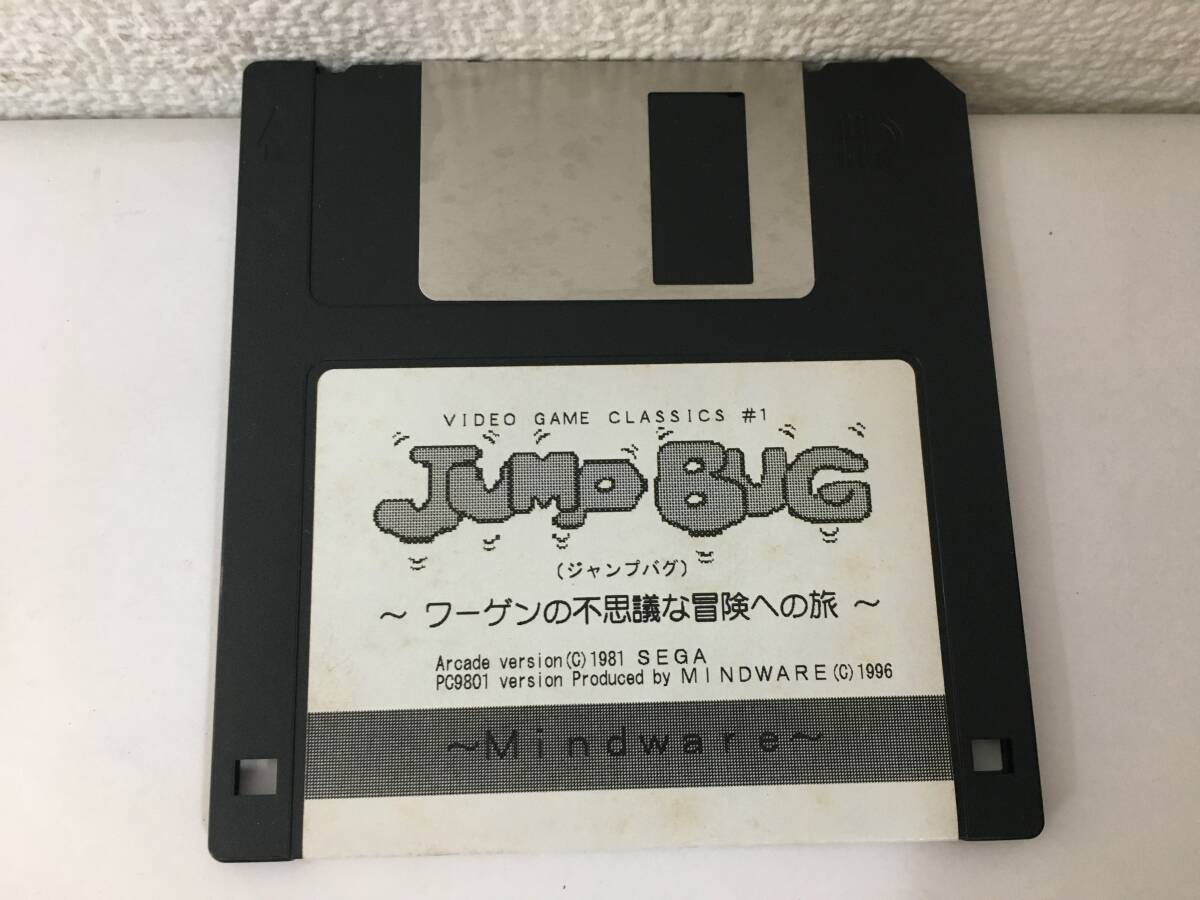 HD
VIDEO GAME CLASSICS #1
JUMP BUG
(ジャンプバグ)
～ ワーゲンの不思議な冒険への旅 ～
Arcade version(C)1981 SEGA
PC9801 version Produced by MINDWARE(C)1996
～Mindware～